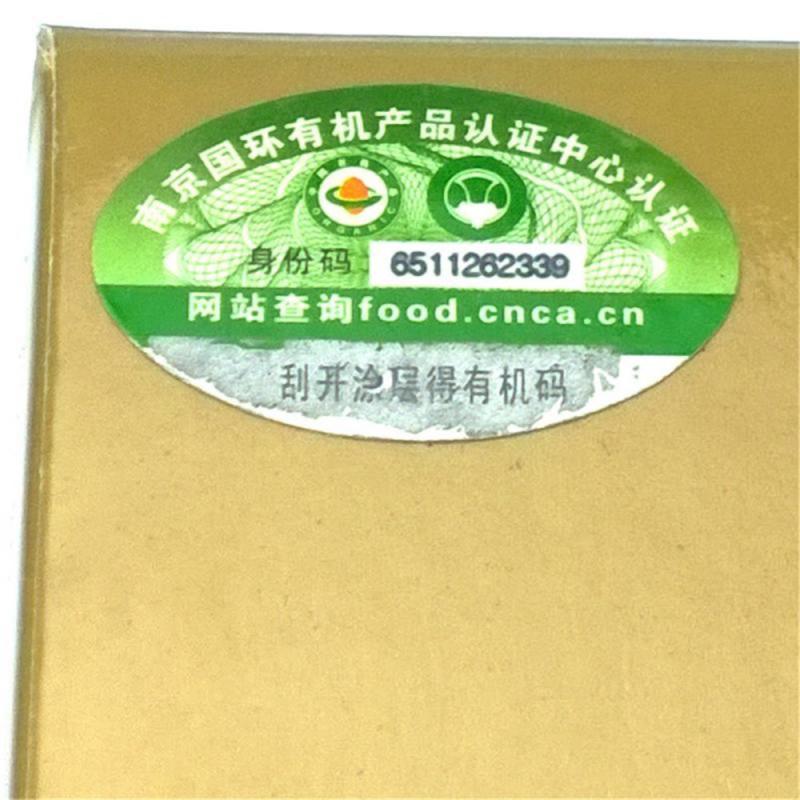 南京国环有机产品认证中心认证
ORGANIC
身份码 6511262339
网站查询food.cnca.cn
刮开涂层得有机码